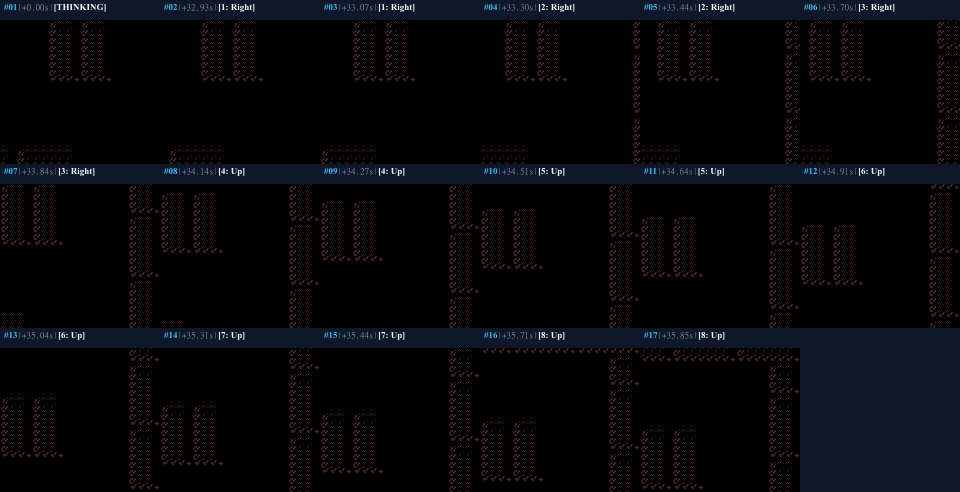 #01|+0.00s|[THINKING] #02|+32.93s|[1: Right] #03|+33.07s|[1: Right] #04|+33.30s|[2: Right] #05|+33.44s|[2: Right] #06|+33.70s|[3: Right]
#07|+33.84s|[3: Right] #08|+34.14s|[4: Up] #09|+34.27s|[4: Up] #10|+34.51s|[5: Up] #11|+34.64s|[5: Up] #12|+34.91s|[6: Up]
#13|+35.04s|[6: Up] #14|+35.31s|[7: Up] #15|+35.44s|[7: Up] #16|+35.71s|[8: Up] #17|+35.85s|[8: Up]